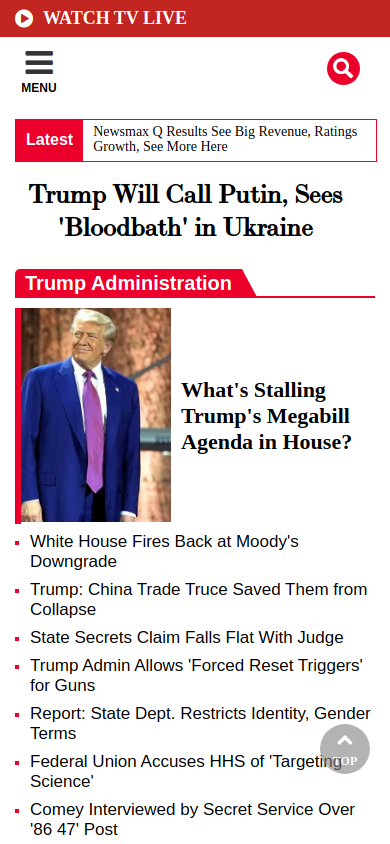 WATCH TV LIVE
MENU
Latest
Newsmax Q Results See Big Revenue, Ratings
Growth, See More Here
Trump Will Call Putin, Sees
'Bloodbath' in Ukraine
Trump Administration
What's Stalling
Trump's Megabill
Agenda in House?
White House Fires Back at Moody's
Downgrade
Trump: China Trade Truce Saved Them from
Collapse
State Secrets Claim Falls Flat With Judge
Trump Admin Allows 'Forced Reset Triggers'
for Guns
Report: State Dept. Restricts Identity, Gender
Terms
Federal Union Accuses HHS of 'Targeting
Science'
TOP
Comey Interviewed by Secret Service Over
'86 47' Post